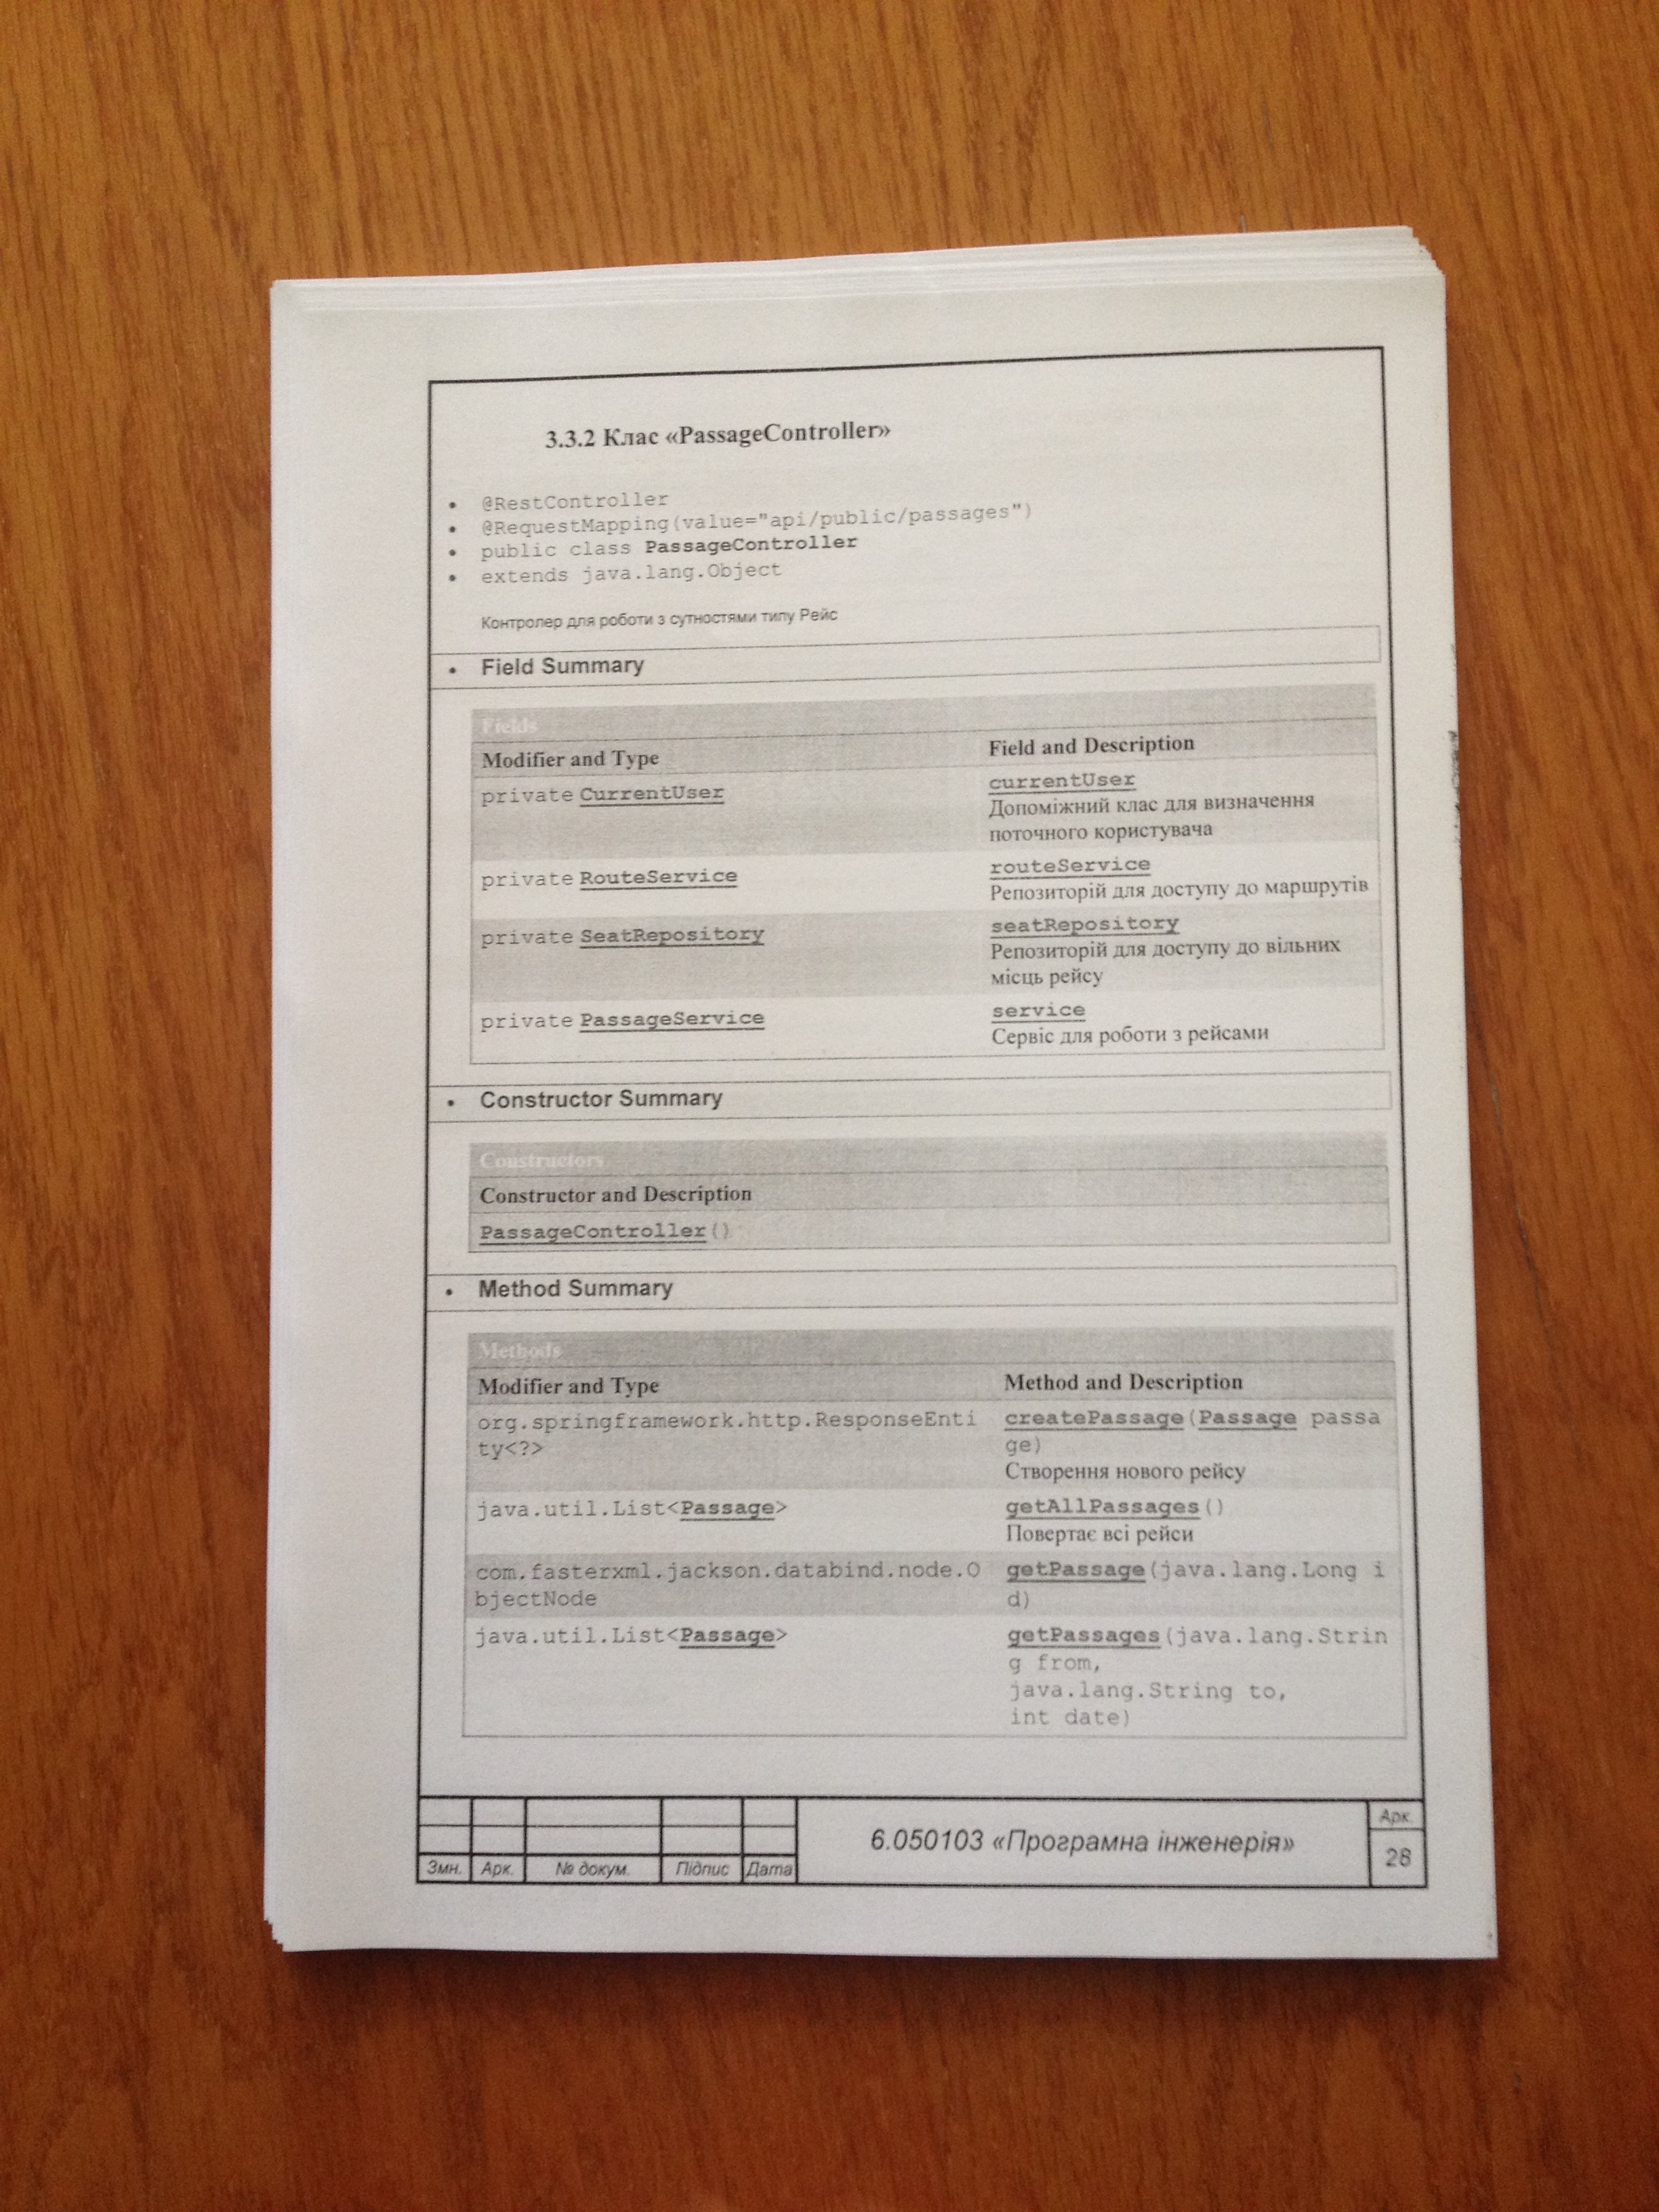 3.3.2 Клас «PassageController»
• @RestController
• @RequestMapping(value="api/public/passages")
• public class PassageController
• extends java.lang.Object
Контролер для роботи з сутностями типу Рейс
• Field Summary
Fields
Modifier and Type Field and Description
private CurrentUser currentUser
Допоміжний клас для визначення
поточного користувача
private RouteService routeService
Репозиторій для доступу до маршрутів
private SeatRepository seatRepository
Репозиторій для доступу до вільних
місць рейсу
private PassageService service
Сервіс для роботи з рейсами
• Constructor Summary
Constructors
Constructor and Description
PassageController()
• Method Summary
Methods
Modifier and Type Method and Description
org.springframework.http.ResponseEnti createPassage(Passage passa
ty<?> ge)
Створення нового рейсу
java.util.List<Passage> getAllPassages()
Повертає всі рейси
com.fasterxml.jackson.databind.node.O getPassage(java.lang.Long i
bjectNode d)
java.util.List<Passage> getPassages(java.lang.Strin
g from,
java.lang.String to,
int date)
6.050103 «Програмна інженерія» Арк.
28
Змн. Арк. № докум. Підпис Дата